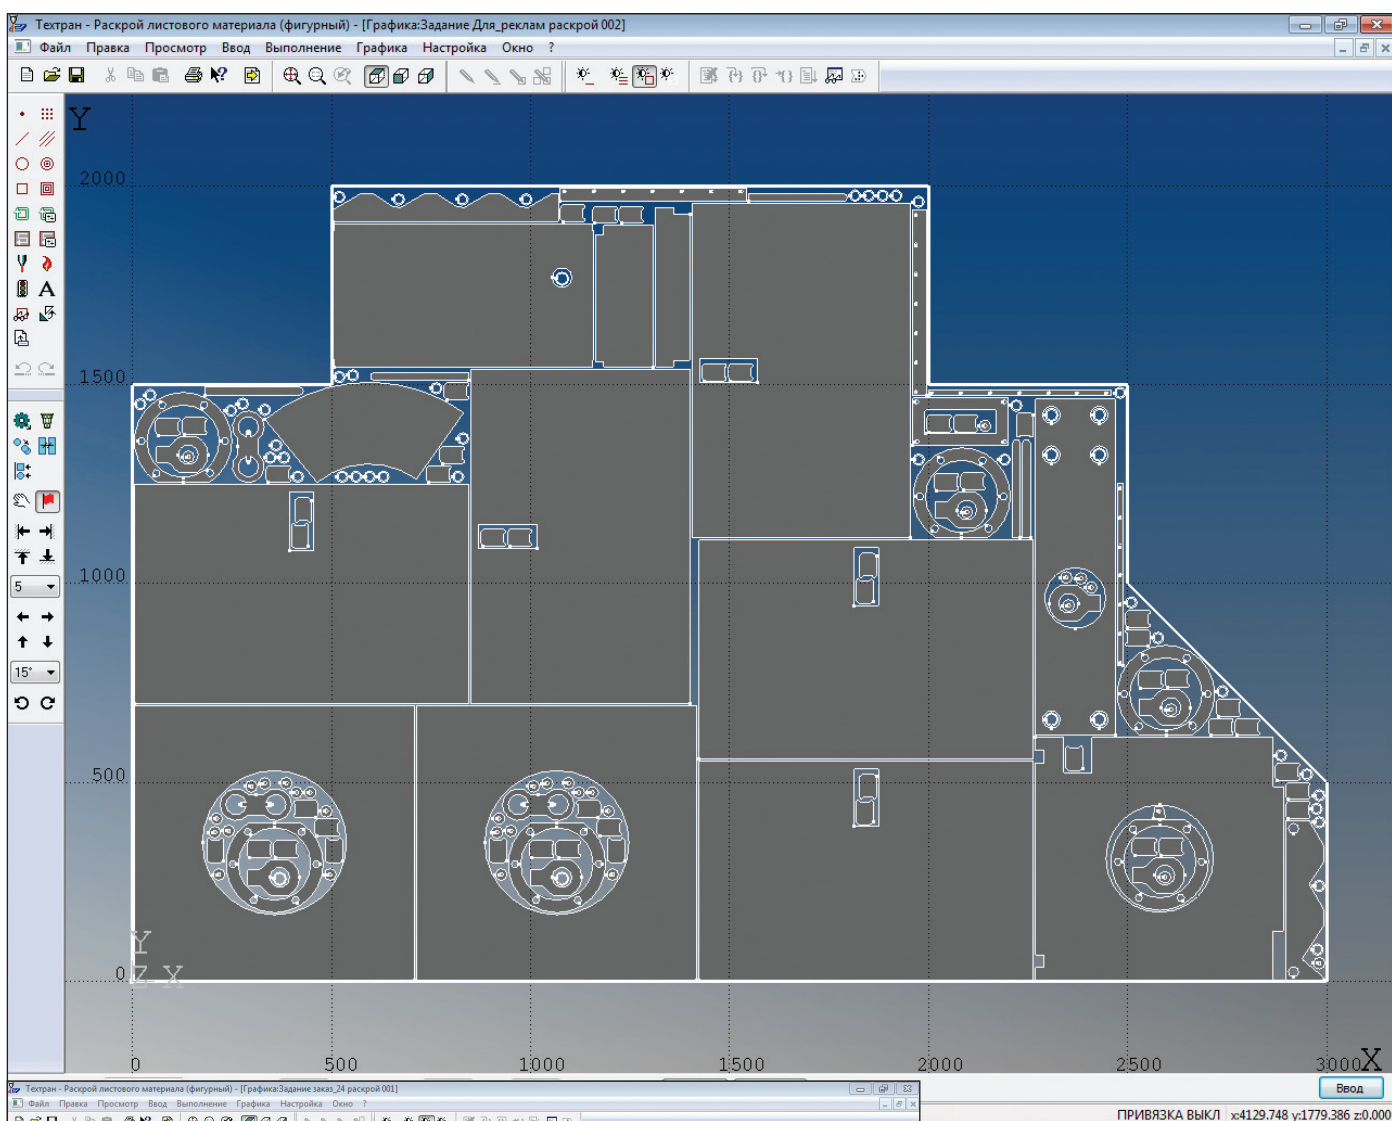 Техтран - Раскрой листового материала (фигурный) - [Графика:Задание Для_реклам раскрой 002]
Файл Правка Просмотр Ввод Выполнение Графика Настройка Окно ?
A
Y
2000
1500
1000
5
15°
500
Y
0 Z X
0 500 1000 1500 2000 2500 3000 X
Ввод
Техтран - Раскрой листового материала (фигурный) - [Графика:Задание заказ_24 раскрой 001]
Файл Правка Просмотр Ввод Выполнение Графика Настройка Окно ?
ПРИВЯЗКА ВЫКЛ x:4129.748 y:1779.386 z:0.000